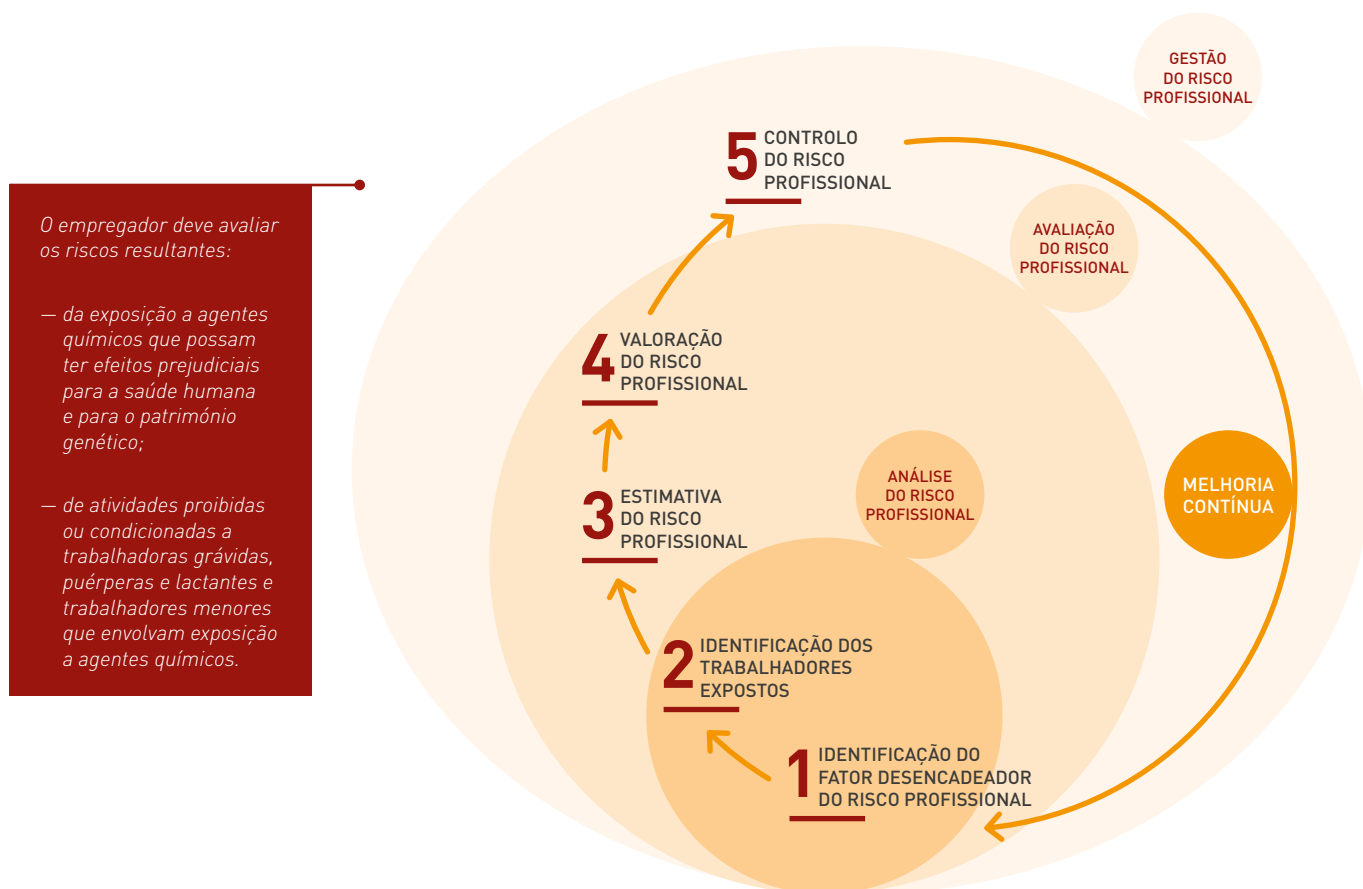 O empregador deve avaliar
os riscos resultantes:
— da exposição a agentes
químicos que possam
ter efeitos prejudiciais
para a saúde humana
e para o património
genético;
— de atividades proibidas
ou condicionadas a
trabalhadoras grávidas,
puérperas e lactantes e
trabalhadores menores
que envolvam exposição
a agentes químicos.
GESTÃO
DO RISCO
PROFISSIONAL
5 CONTROLO
DO RISCO
PROFISSIONAL
AVALIAÇÃO
DO RISCO
PROFISSIONAL
4 VALORAÇÃO
DO RISCO
PROFISSIONAL
ANÁLISE
DO RISCO
PROFISSIONAL
MELHORIA
CONTÍNUA
3 ESTIMATIVA
DO RISCO
PROFISSIONAL
2 IDENTIFICAÇÃO DOS
TRABALHADORES
EXPOSTOS
1 IDENTIFICAÇÃO DO
FATOR DESENCADEADOR
DO RISCO PROFISSIONAL